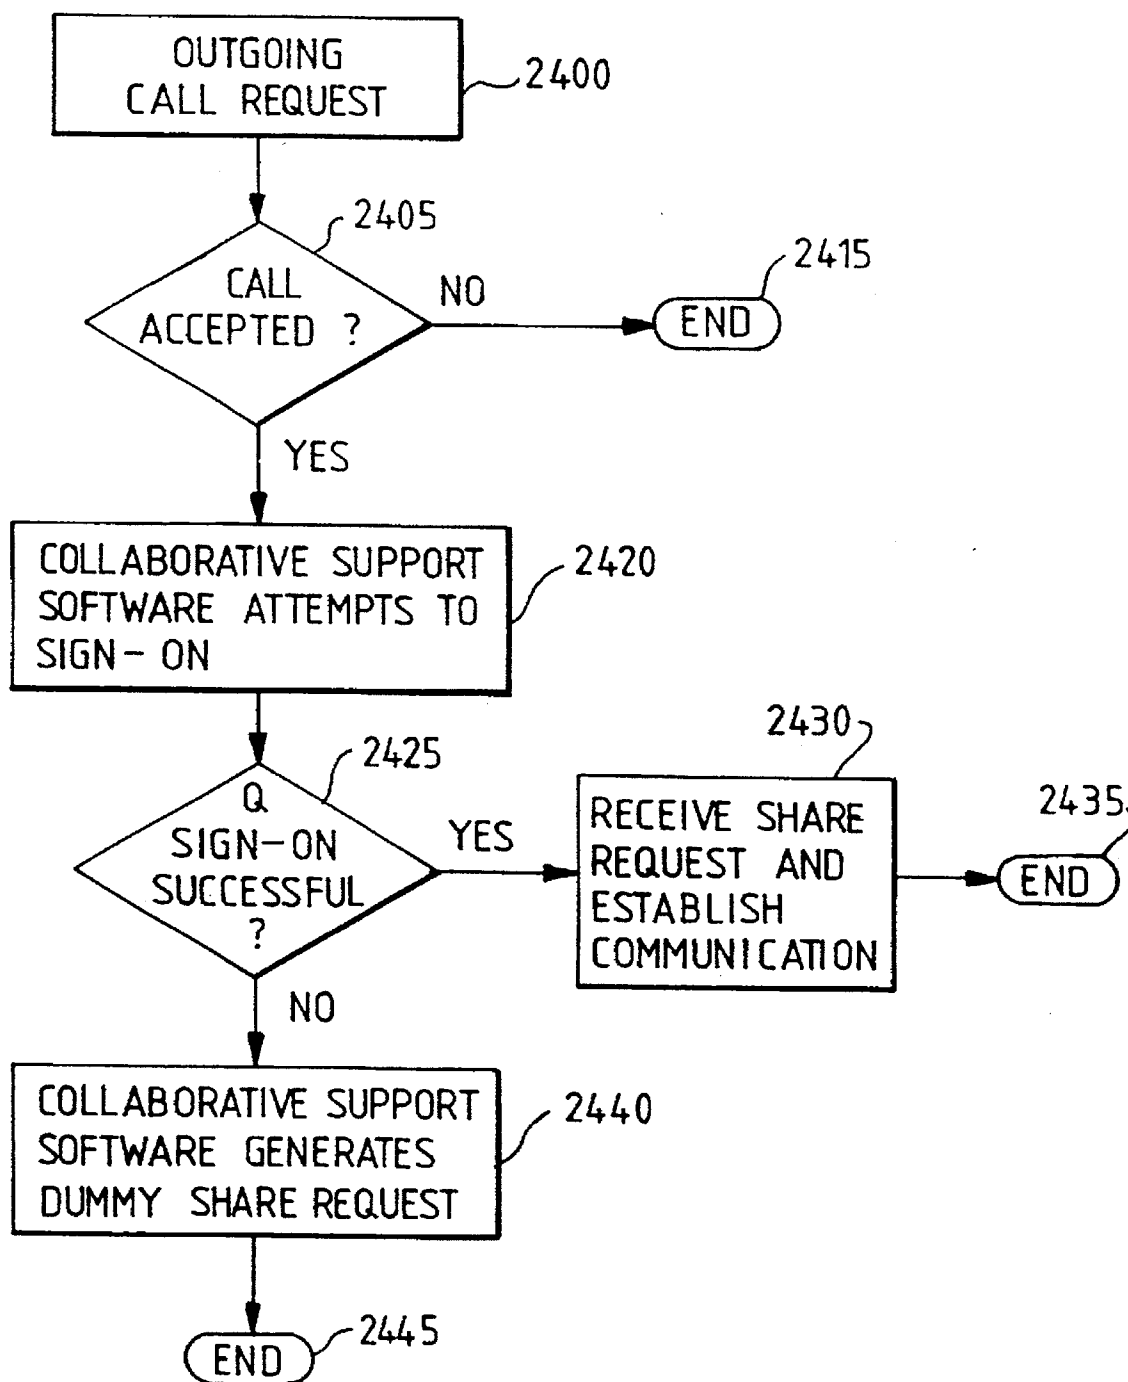 OUTGOING
CALL REQUEST
2400
2405
CALL
ACCEPTED ?
NO
2415
END
YES
COLLABORATIVE SUPPORT
SOFTWARE ATTEMPTS TO
SIGN-ON
2420
2425
Q
SIGN-ON
SUCCESSFUL
?
YES
2430
RECEIVE SHARE
REQUEST AND
ESTABLISH
COMMUNICATION
2435
END
NO
COLLABORATIVE SUPPORT
SOFTWARE GENERATES
DUMMY SHARE REQUEST
2440
2445
END